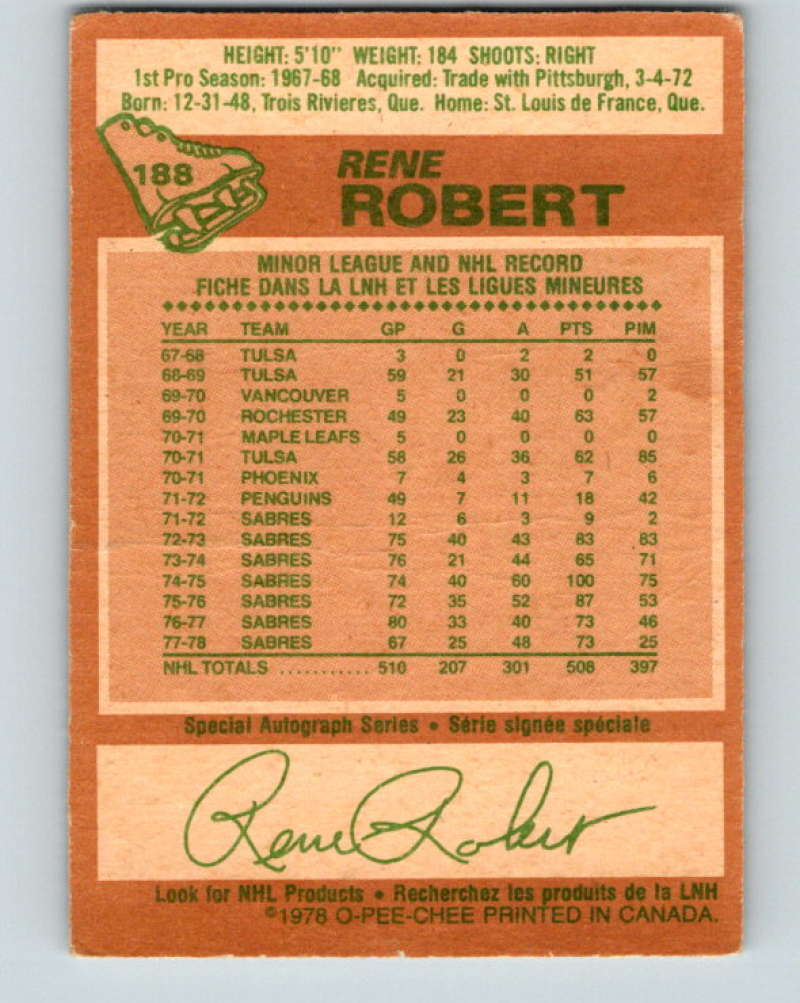 HEIGHT: 5'10" WEIGHT: 184 SHOOTS: RIGHT
1st Pro Season: 1967-68 Acquired: Trade with Pittsburgh, 3-4-72
Born: 12-31-48, Trois Rivieres, Que. Home: St. Louis de France, Que.
188
RENE
ROBERT
MINOR LEAGUE AND NHL RECORD
FICHE DANS LA LNH ET LES LIGUES MINEURES
YEAR TEAM GP G A PTS PIM
67-68 TULSA 3 0 2 2 0
68-69 TULSA 59 21 30 51 57
69-70 VANCOUVER 5 0 0 0 2
69-70 ROCHESTER 49 23 40 63 57
70-71 MAPLE LEAFS 5 0 0 0 0
70-71 TULSA 58 26 36 62 85
70-71 PHOENIX 7 4 3 7 6
71-72 PENGUINS 49 7 11 18 42
71-72 SABRES 12 6 3 9 2
72-73 SABRES 75 40 43 83 83
73-74 SABRES 76 21 44 65 71
74-75 SABRES 74 40 60 100 75
75-76 SABRES 72 35 52 87 53
76-77 SABRES 80 33 40 73 46
77-78 SABRES 67 25 48 73 25
NHL TOTALS ........... 510 207 301 508 397
Special Autograph Series • Série signée spéciale
Rene Robert
Look for NHL Products • Recherchez les produits de la LNH
©1978 O-PEE-CHEE PRINTED IN CANADA.